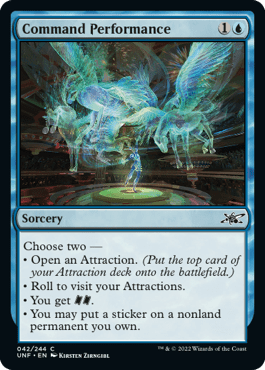 Command Performance 1
Sorcery
Choose two —
• Open an Attraction. (Put the top card of
your Attraction deck onto the battlefield.)
• Roll to visit your Attractions.
• You get
.
• You may put a sticker on a nonland
permanent you own.
042/244 C
UNF • EN KIRSTEN ZIRNGIBL
™ & © 2022 Wizards of the Coast